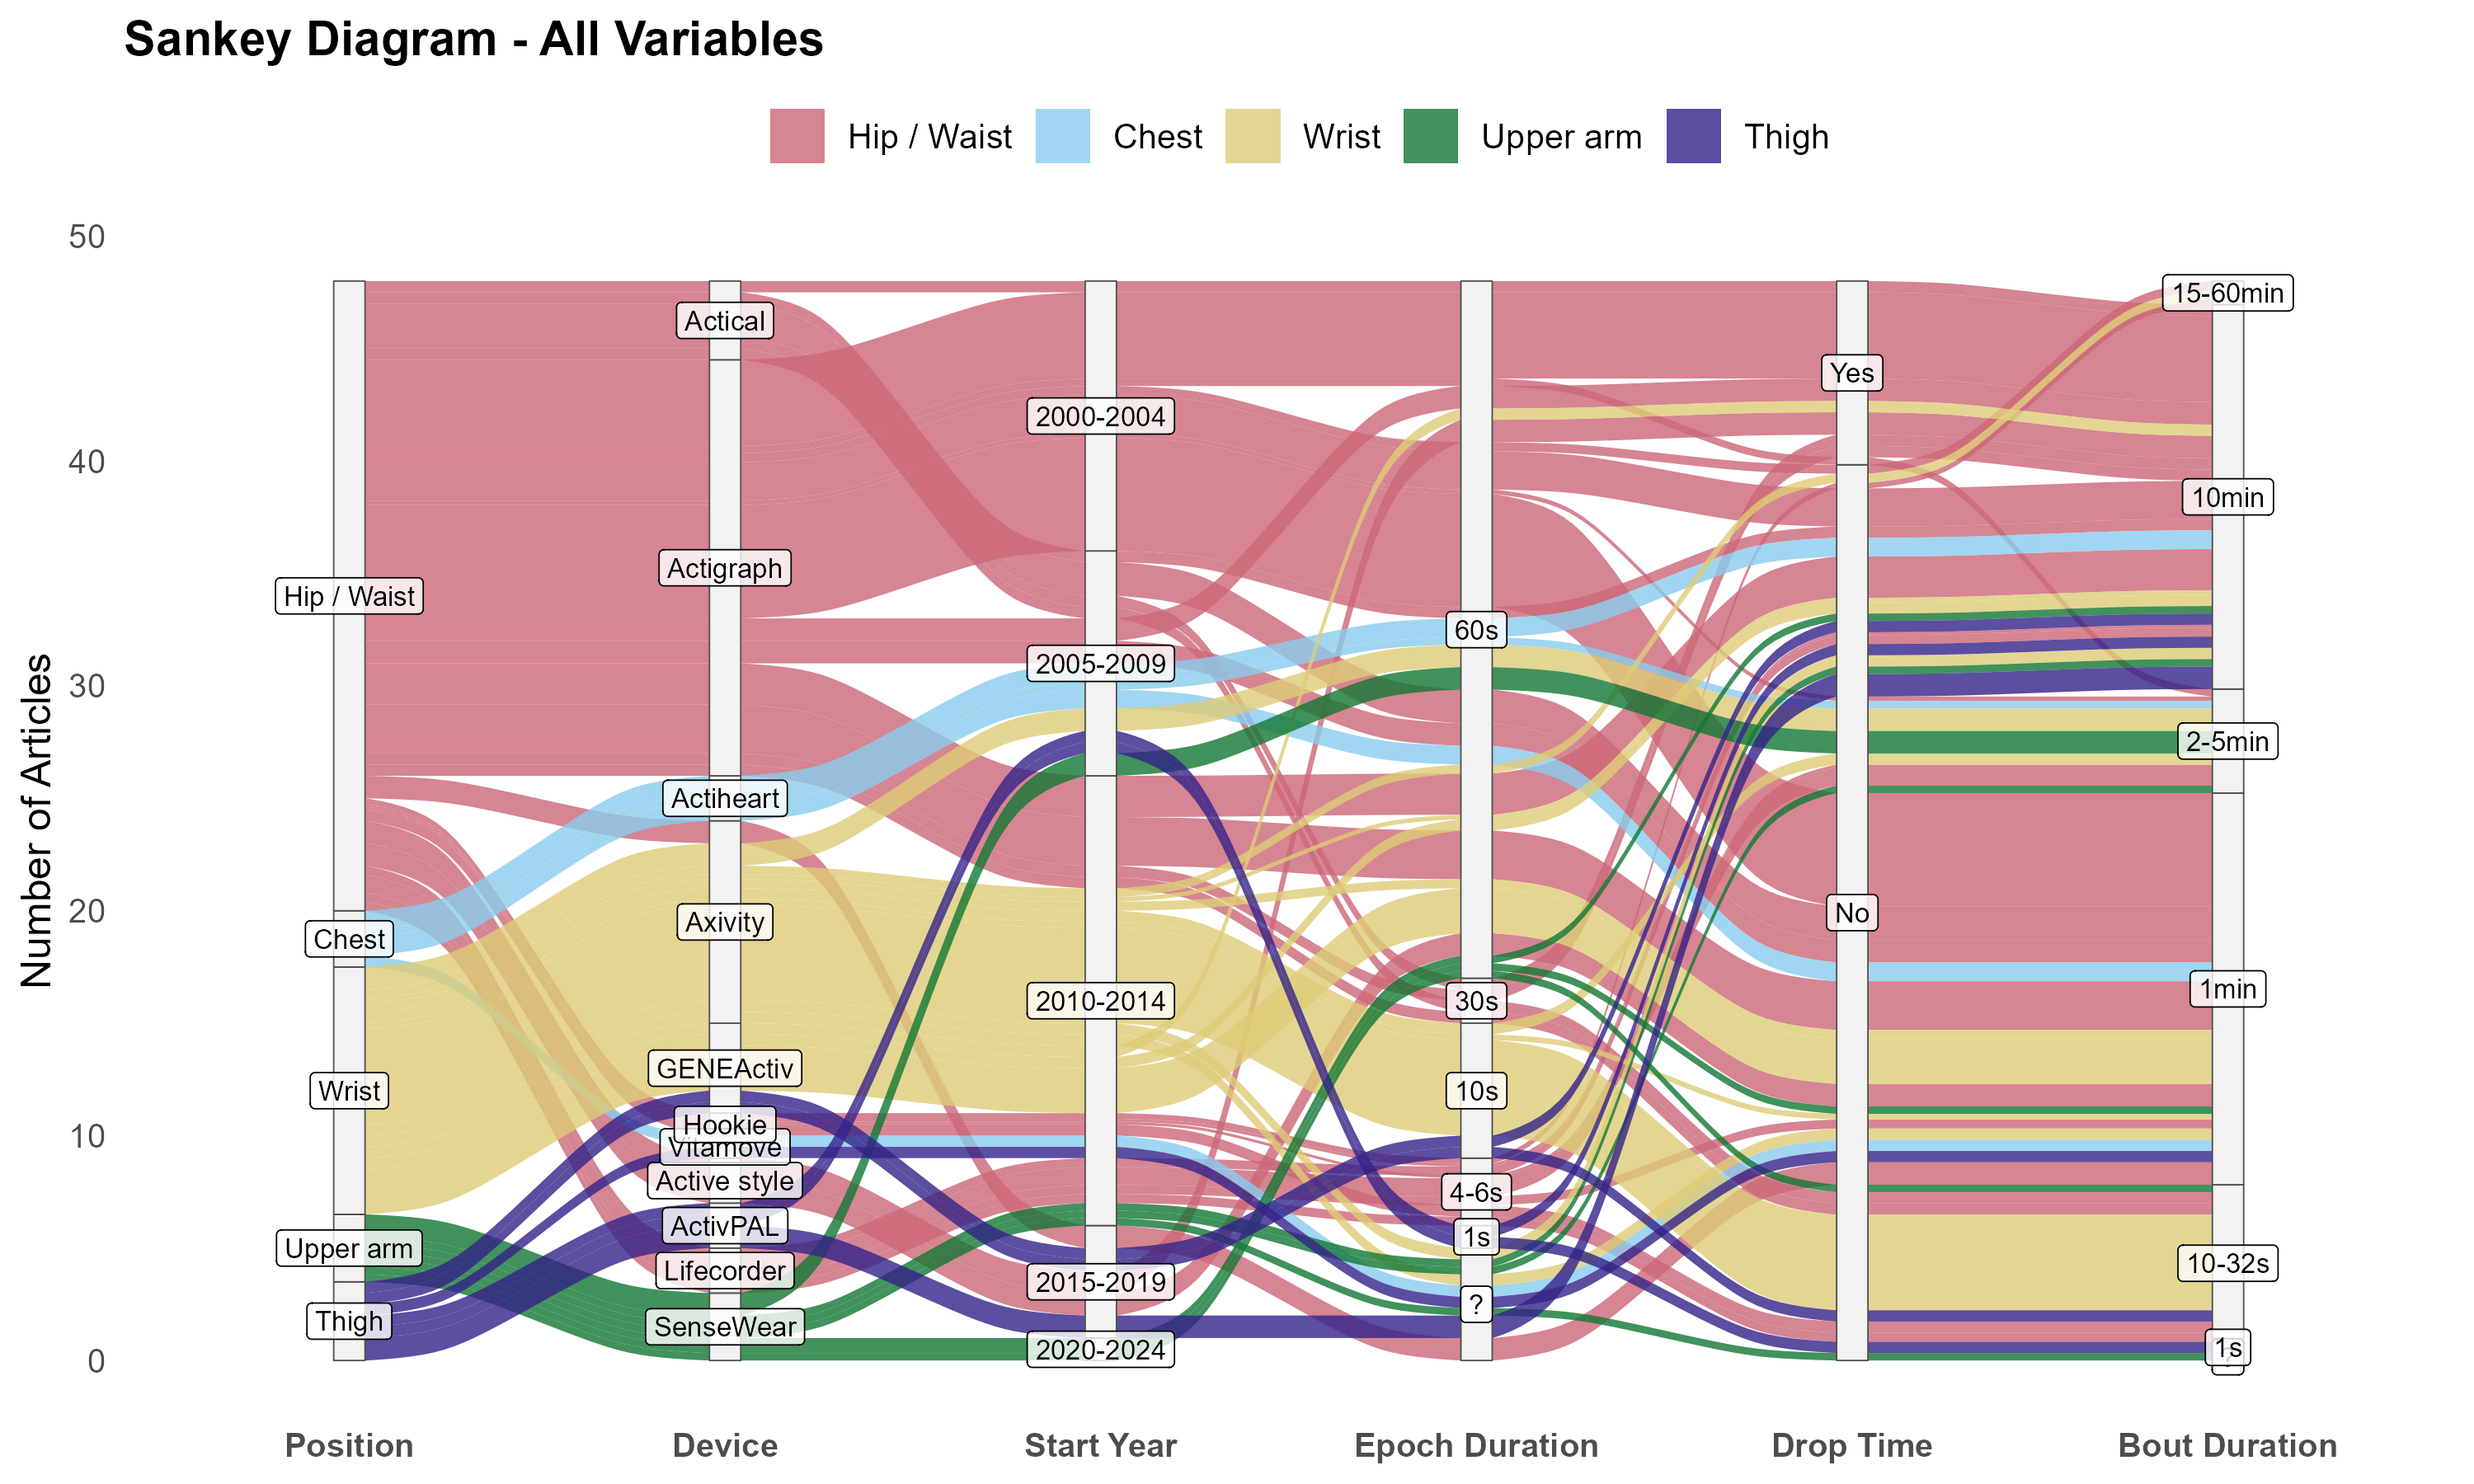 Sankey Diagram - All Variables
Hip / Waist
Chest
Wrist
Upper arm
Thigh
Number of Articles
50
40
30
20
10
0
Hip / Waist
Chest
Wrist
Upper arm
Thigh
Actical
Actigraph
Actiheart
Axivity
GENEActiv
Hookie
Vitamove
Active style
ActivPAL
Lifecorder
SenseWear
2000-2004
2005-2009
2010-2014
2015-2019
2020-2024
60s
30s
10s
4-6s
1s
?
Yes
No
15-60min
10min
2-5min
1min
10-32s
1s
Position
Device
Start Year
Epoch Duration
Drop Time
Bout Duration